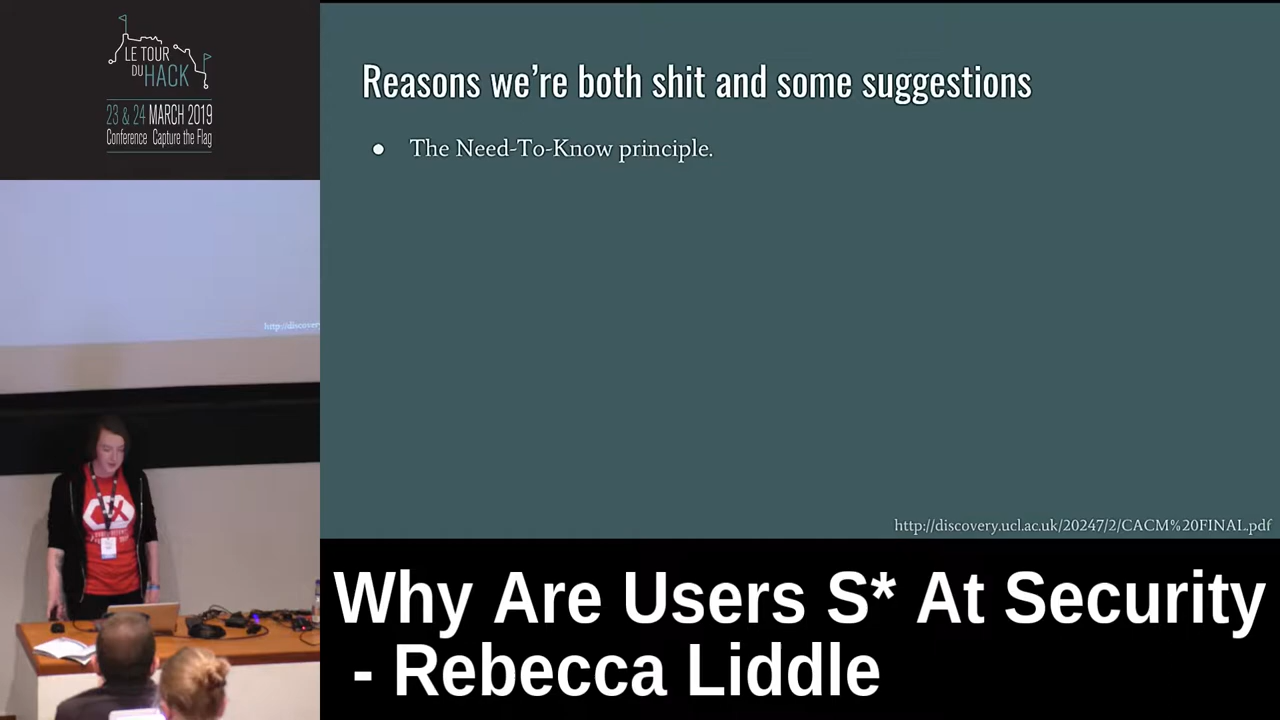 LE TOUR
DU HACK
23 & 24 MARCH 2019
Conference Capture the Flag
Reasons we're both shit and some suggestions
● The Need-To-Know principle.
http://discovery
http://discovery.ucl.ac.uk/20247/2/CACM%20FINAL.pdf
Why Are Users S* At Security
- Rebecca Liddle